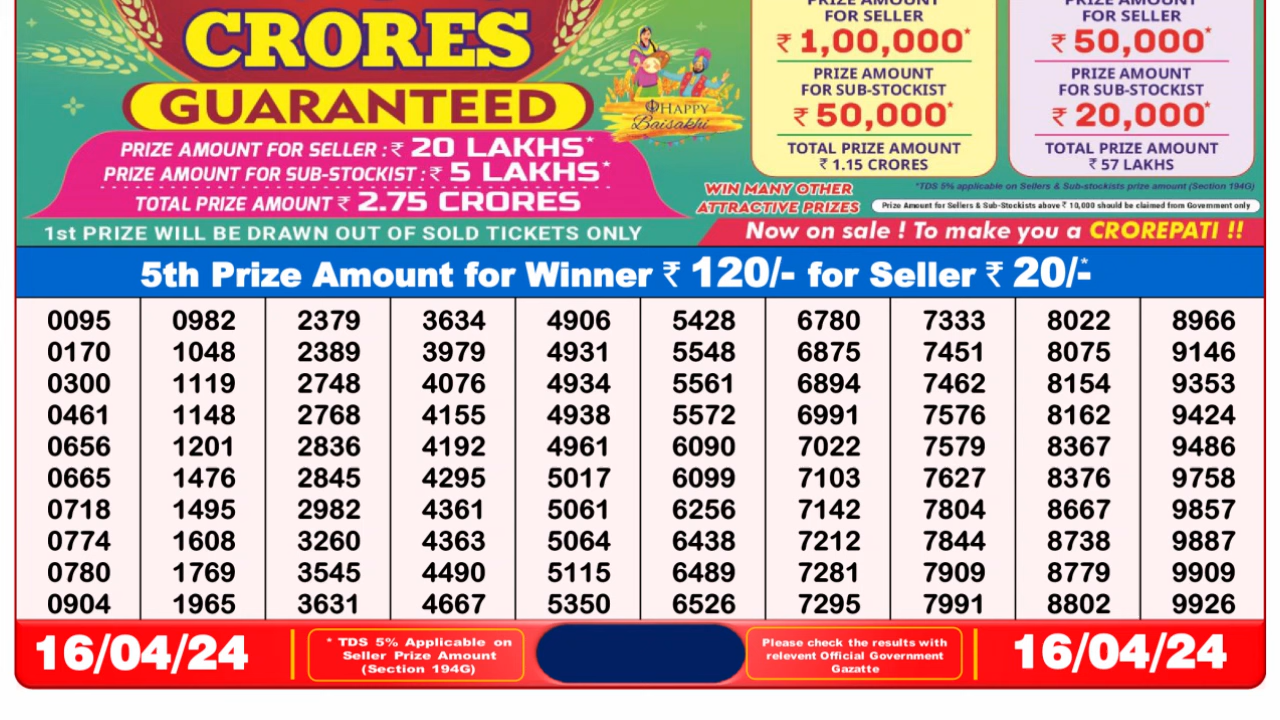 CRORES
GUARANTEED
PRIZE AMOUNT FOR SELLER : ₹ 20 LAKHS*
PRIZE AMOUNT FOR SUB-STOCKIST : ₹ 5 LAKHS*
TOTAL PRIZE AMOUNT ₹ 2.75 CRORES
1st PRIZE WILL BE DRAWN OUT OF SOLD TICKETS ONLY
HAPPY
Baisakhi
PRIZE AMOUNT
FOR SELLER
₹ 1,00,000*
PRIZE AMOUNT
FOR SUB-STOCKIST
₹ 50,000*
TOTAL PRIZE AMOUNT
₹ 1.15 CRORES
PRIZE AMOUNT
FOR SELLER
₹ 50,000*
PRIZE AMOUNT
FOR SUB-STOCKIST
₹ 20,000*
TOTAL PRIZE AMOUNT
₹ 57 LAKHS
WIN MANY OTHER
ATTRACTIVE PRIZES
*TDS 5% applicable on Sellers & Sub-stockists prize amount (Section 194G)
Prize Amount for Sellers & Sub-Stockists above ₹ 10,000 should be claimed from Government only
Now on sale ! To make you a CROREPATI !!
5th Prize Amount for Winner ₹ 120/- for Seller ₹ 20/-*
0095 0982 2379 3634 4906 5428 6780 7333 8022 8966
0170 1048 2389 3979 4931 5548 6875 7451 8075 9146
0300 1119 2748 4076 4934 5561 6894 7462 8154 9353
0461 1148 2768 4155 4938 5572 6991 7576 8162 9424
0656 1201 2836 4192 4961 6090 7022 7579 8367 9486
0665 1476 2845 4295 5017 6099 7103 7627 8376 9758
0718 1495 2982 4361 5061 6256 7142 7804 8667 9857
0774 1608 3260 4363 5064 6438 7212 7844 8738 9887
0780 1769 3545 4490 5115 6489 7281 7909 8779 9909
0904 1965 3631 4667 5350 6526 7295 7991 8802 9926
16/04/24
* TDS 5% Applicable on
Seller Prize Amount
(Section 194G)
Please check the results with
relevent Official Government
Gazatte
16/04/24